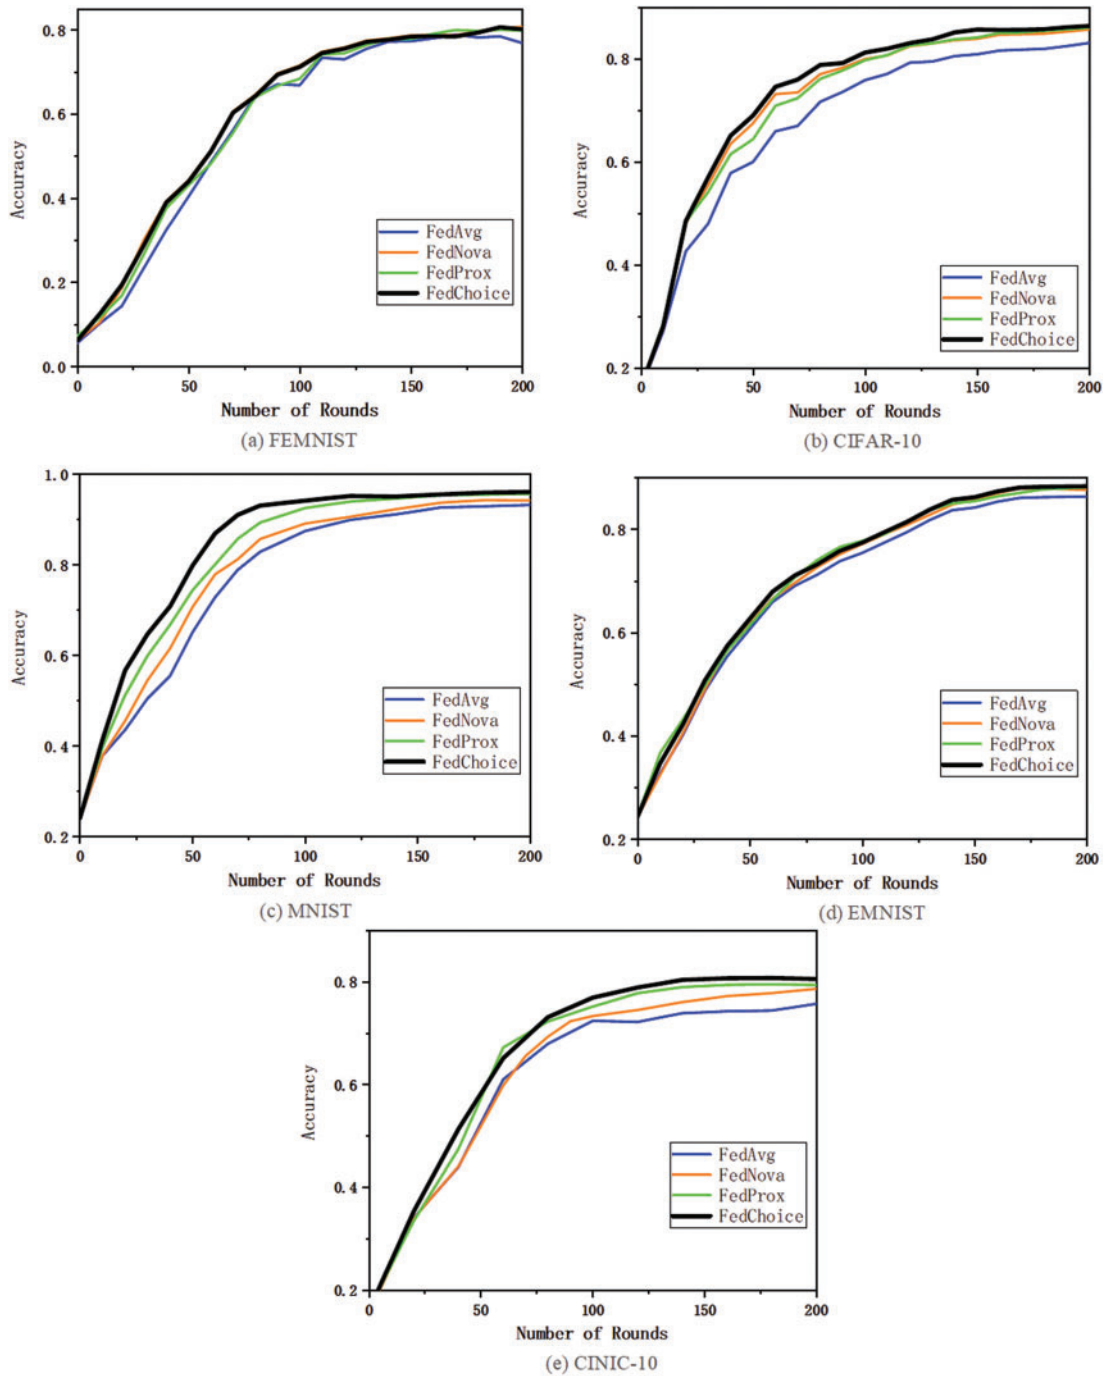 0.8
0.6
0.4
0.2
0.0
Accuracy
FedAvg
FedNova
FedProx
FedChoice
0
50
100
150
200
Number of Rounds
(a) FEMNIST
0.8
0.6
0.4
0.2
Accuracy
FedAvg
FedNova
FedProx
FedChoice
0
50
100
150
200
Number of Rounds
(b) CIFAR-10
1.0
0.8
0.6
0.4
0.2
Accuracy
FedAvg
FedNova
FedProx
FedChoice
0
50
100
150
200
Number of Rounds
(c) MNIST
0.8
0.6
0.4
0.2
Accuracy
FedAvg
FedNova
FedProx
FedChoice
0
50
100
150
200
Number of Rounds
(d) EMNIST
0.8
0.6
0.4
0.2
Accuracy
FedAvg
FedNova
FedProx
FedChoice
0
50
100
150
200
Number of Rounds
(e) CINIC-10